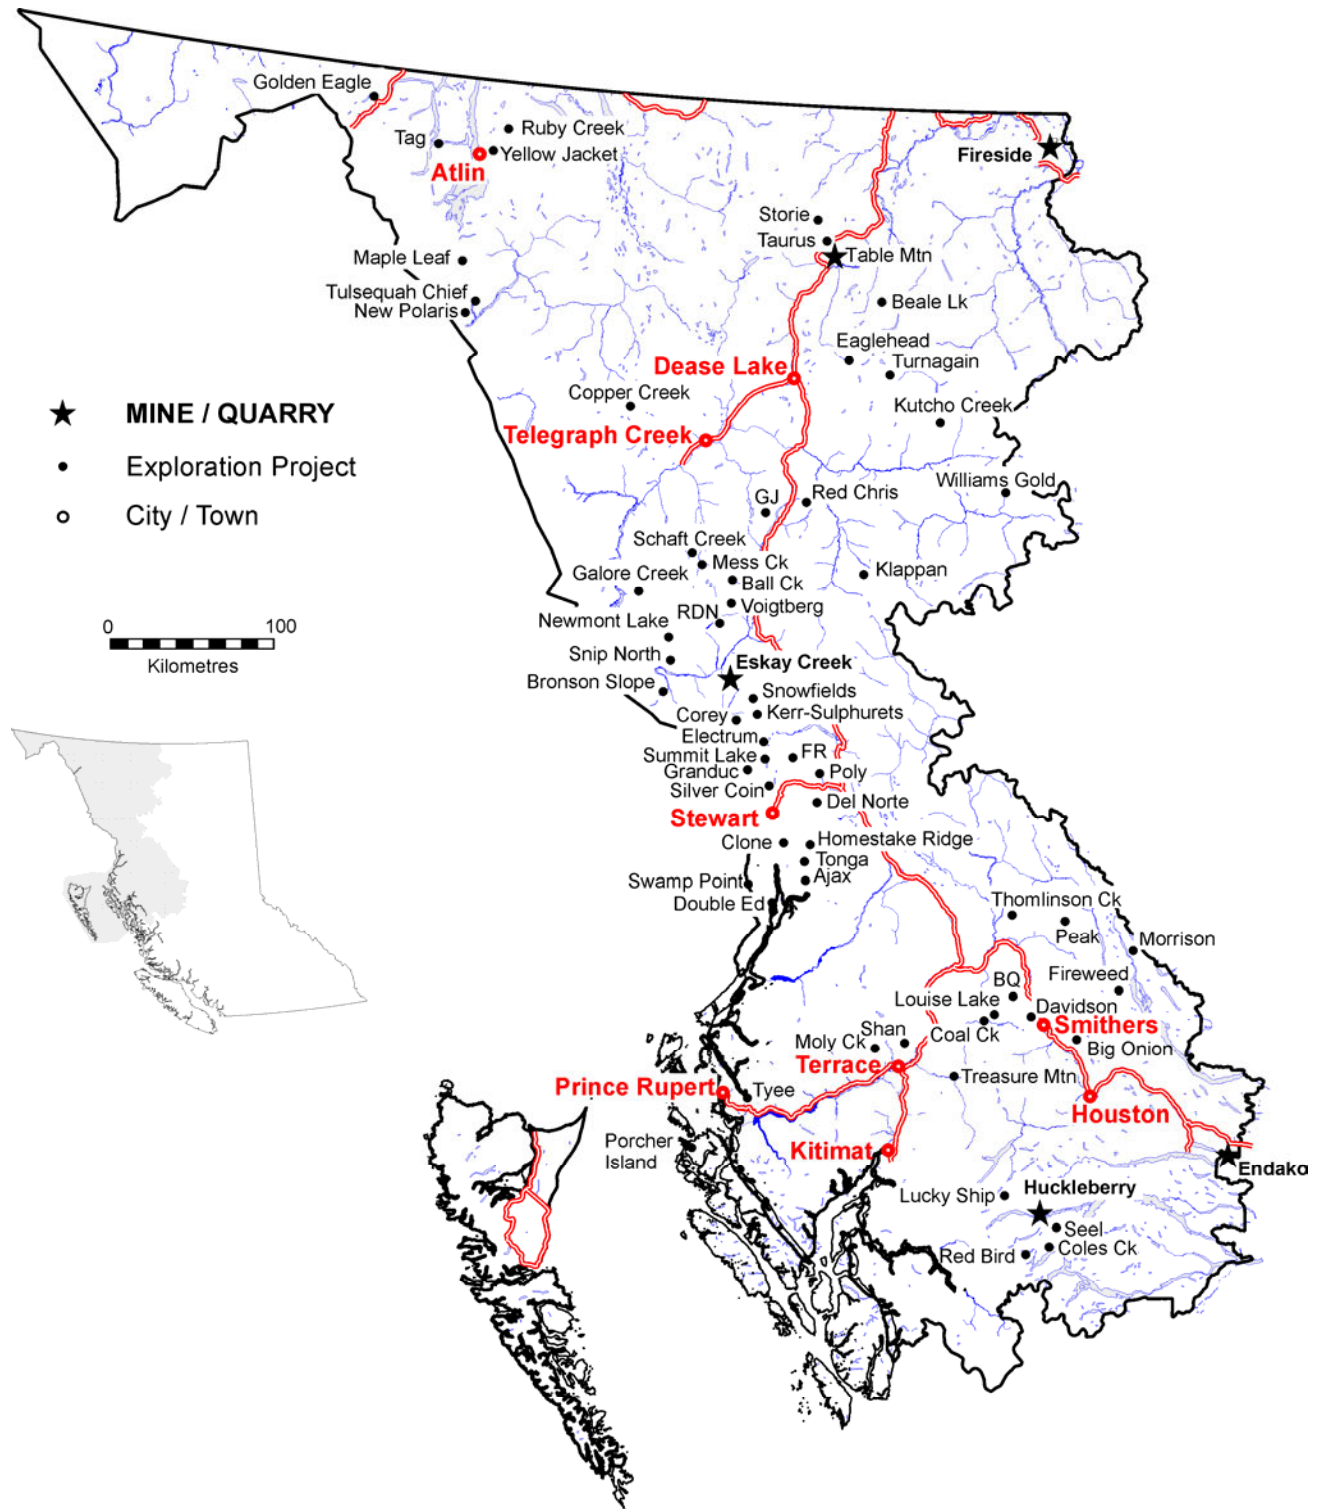 Golden Eagle
Ruby Creek
Tag
Yellow Jacket
Atlin
Fireside
Storie
Taurus
Table Mtn
Maple Leaf
Tulsequah Chief
New Polaris
Beale Lk
Eaglehead
Turnagain
Dease Lake
Copper Creek
Kutcho Creek
Telegraph Creek
MINE / QUARRY
Exploration Project
City / Town
Williams Gold
Red Chris
GJ
Schaft Creek
Mess Ck
Klappan
Galore Creek
Ball Ck
RDN
Voigtberg
Newmont Lake
0 100
Kilometres
Snip North
Eskay Creek
Bronson Slope
Snowfields
Corey
Kerr-Sulphurets
Electrum
Summit Lake
FR
Granduc
Poly
Silver Coin
Del Norte
Stewart
Clone
Homestake Ridge
Tonga
Swamp Point
Ajax
Double Ed
Thomlinson Ck
Peak
Morrison
Fireweed
BQ
Louise Lake
Davidson
Smithers
Shan
Coal Ck
Moly Ck
Big Onion
Terrace
Treasure Mtn
Prince Rupert
Tyee
Houston
Porcher
Island
Kitimat
Endako
Lucky Ship
Huckleberry
Seel
Coles Ck
Red Bird